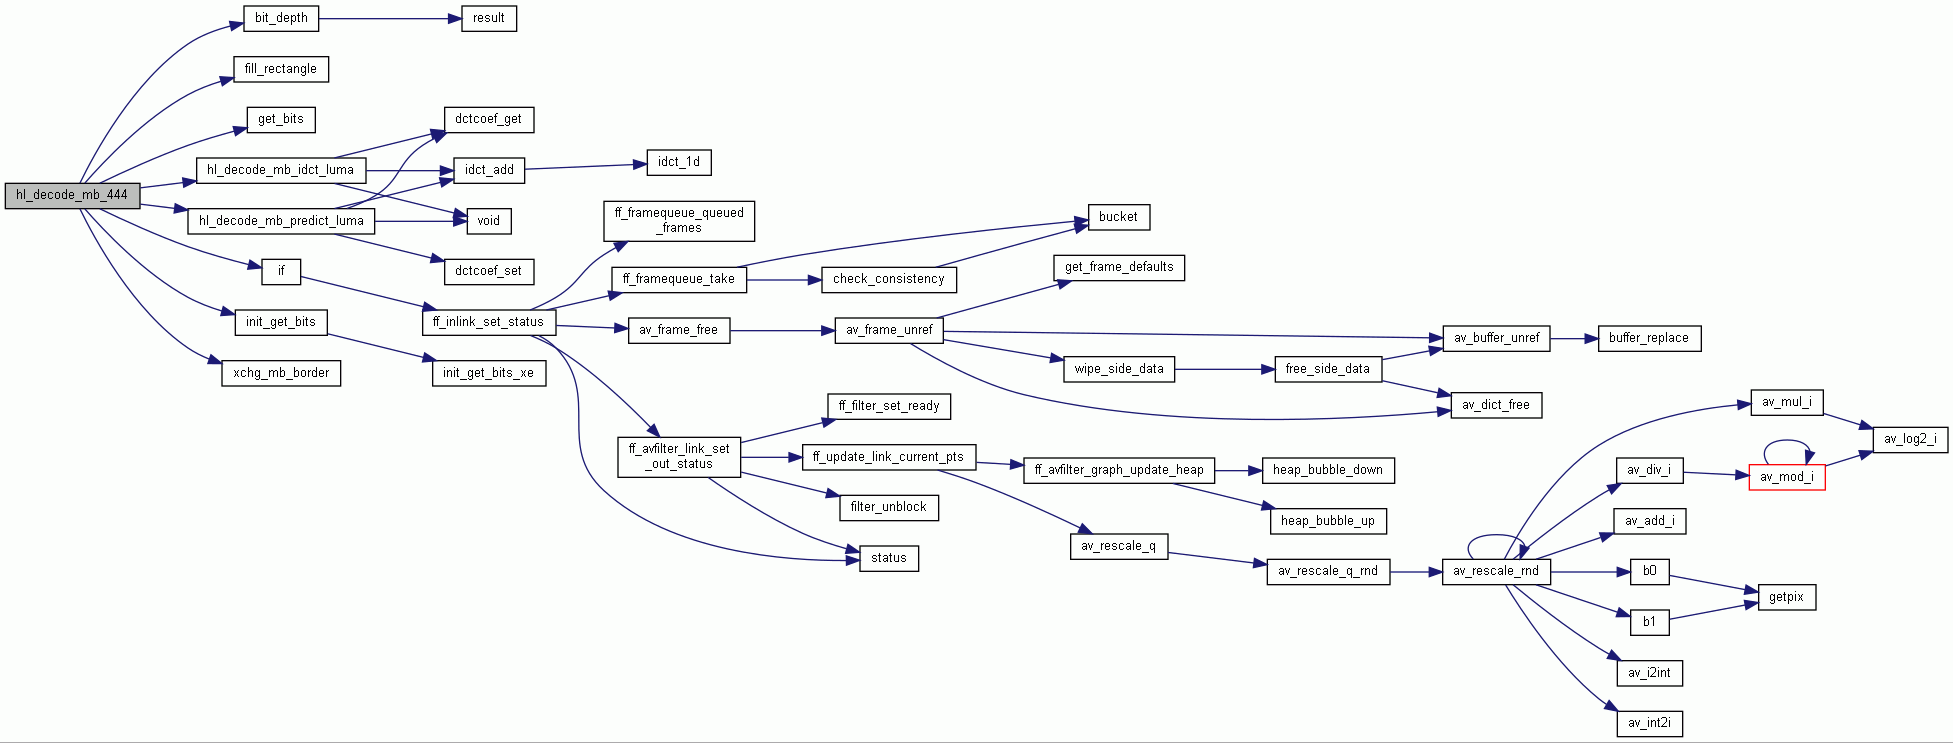 bit_depth
result
fill_rectangle
get_bits
dctcoef_get
hl_decode_mb_idct_luma
idct_add
idct_1d
hl_decode_mb_444
hl_decode_mb_predict_luma
void
ff_framequeue_queued
_frames
bucket
if
dctcoef_set
ff_framequeue_take
check_consistency
get_frame_defaults
init_get_bits
ff_inlink_set_status
av_frame_free
av_frame_unref
av_buffer_unref
buffer_replace
xchg_mb_border
init_get_bits_xe
wipe_side_data
free_side_data
ff_filter_set_ready
av_dict_free
av_mul_i
ff_avfilter_link_set
_out_status
ff_update_link_current_pts
ff_avfilter_graph_update_heap
heap_bubble_down
av_div_i
av_mod_i
av_log2_i
filter_unblock
heap_bubble_up
av_add_i
status
av_rescale_q
av_rescale_q_rnd
av_rescale_rnd
b0
getpix
b1
av_i2int
av_int2i